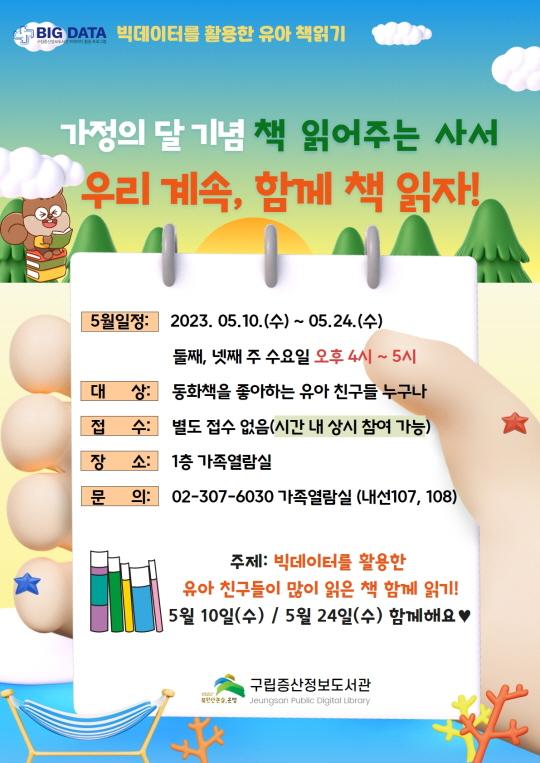 BIG DATA 빅데이터를 활용한 유아 책읽기
가정의 달 기념 책 읽어주는 사서
우리 계속, 함께 책 읽자!
5월일정: 2023. 05.10.(수) ~ 05.24.(수)
둘째, 넷째 주 수요일 오후 4시 ~ 5시
대 상: 동화책을 좋아하는 유아 친구들 누구나
접 수: 별도 접수 없음(시간 내 상시 참여 가능)
장 소: 1층 가족열람실
문 의: 02-307-6030 가족열람실 (내선107, 108)
주제: 빅데이터를 활용한
유아 친구들이 많이 읽은 책 함께 읽기!
5월 10일(수) / 5월 24일(수) 함께해요♥
구립증산정보도서관
Jeungsan Public Digital Library